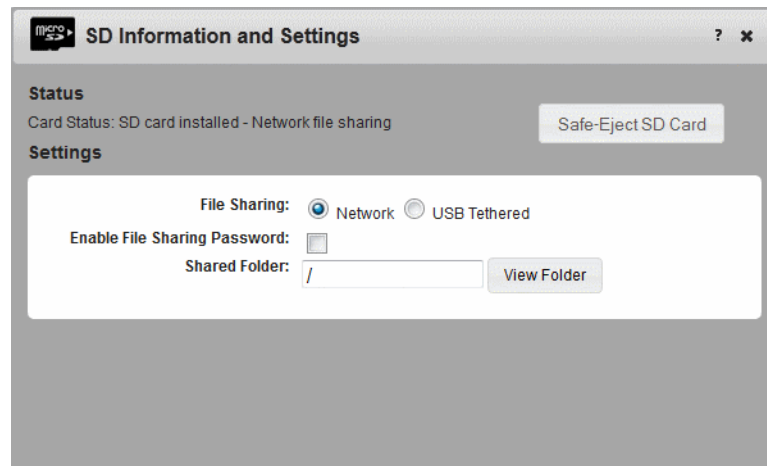 micro SD SD Information and Settings ? ✖
Status
Card Status: SD card installed - Network file sharing
Safe-Eject SD Card
Settings
File Sharing: Network USB Tethered
Enable File Sharing Password:
Shared Folder: / View Folder